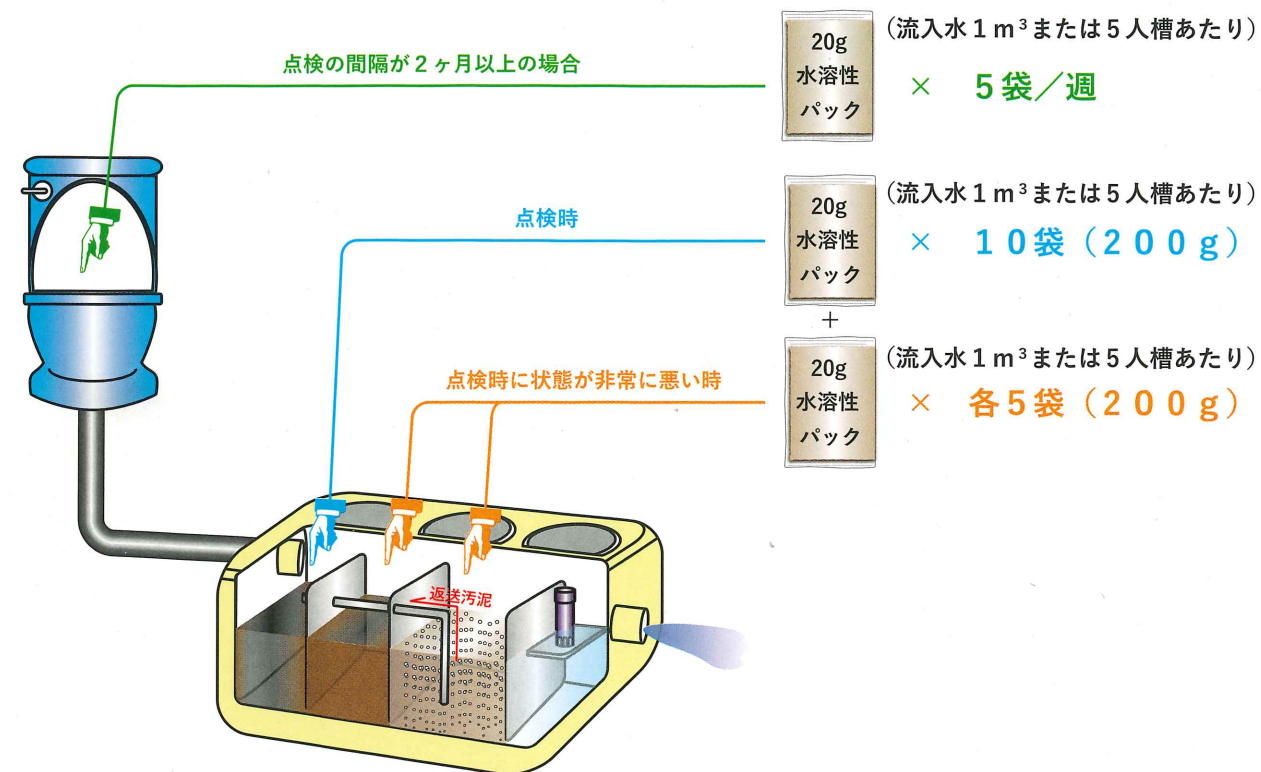 点検の間隔が２ヶ月以上の場合
20g
水溶性
パック
（流入水１ｍ³または５人槽あたり）
× ５袋／週
点検時
20g
水溶性
パック
（流入水１ｍ³または５人槽あたり）
× １０袋（２００ｇ）
＋
点検時に状態が非常に悪い時
20g
水溶性
パック
（流入水１ｍ³または５人槽あたり）
× 各５袋（２００ｇ）
返送汚泥